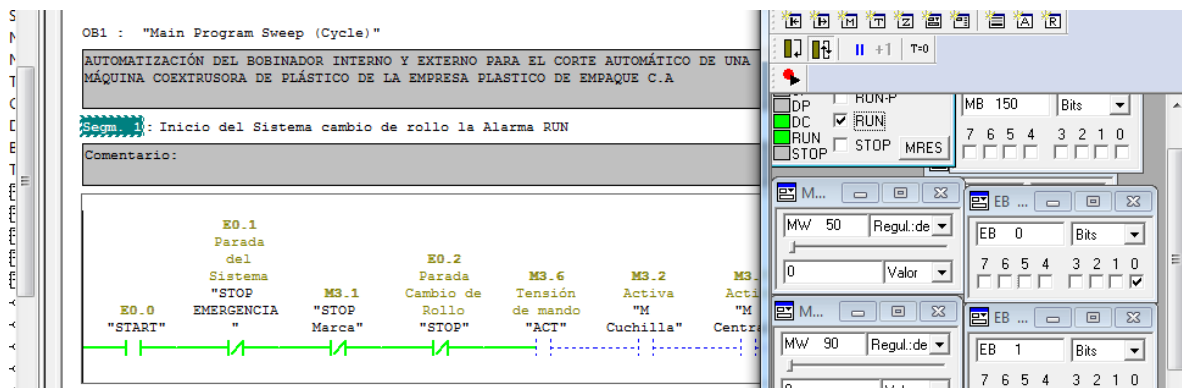 OB1 : "Main Program Sweep (Cycle)"
AUTOMATIZACIÓN DEL BOBINADOR INTERNO Y EXTERNO PARA EL CORTE AUTOMÁTICO DE UNA
MÁQUINA COEXTRUSORA DE PLÁSTICO DE LA EMPRESA PLASTICO DE EMPAQUE C.A
Segm. 1: Inicio del Sistema cambio de rollo la Alarma RUN
Comentario:
E0.0
"START"
E0.1
Parada
del
Sistema
"STOP
EMERGENCIA
"
M3.1
"STOP
Marca"
E0.2
Parada
Cambio de
Rollo
"STOP"
M3.6
Tensión
de mando
"ACT"
M3.2
Activa
"M
Cuchilla"
M3.
Acti
"M
Centra
+1 T=0
DP
DC
RUN
STOP
RUN-P
RUN
STOP MRES
MB 150 Bits
7 6 5 4 3 2 1 0
M...
MW 50 Regul.:de
0 Valor
EB ...
EB 0 Bits
7 6 5 4 3 2 1 0
M...
MW 90 Regul.:de
EB ...
EB 1 Bits
7 6 5 4 3 2 1 0